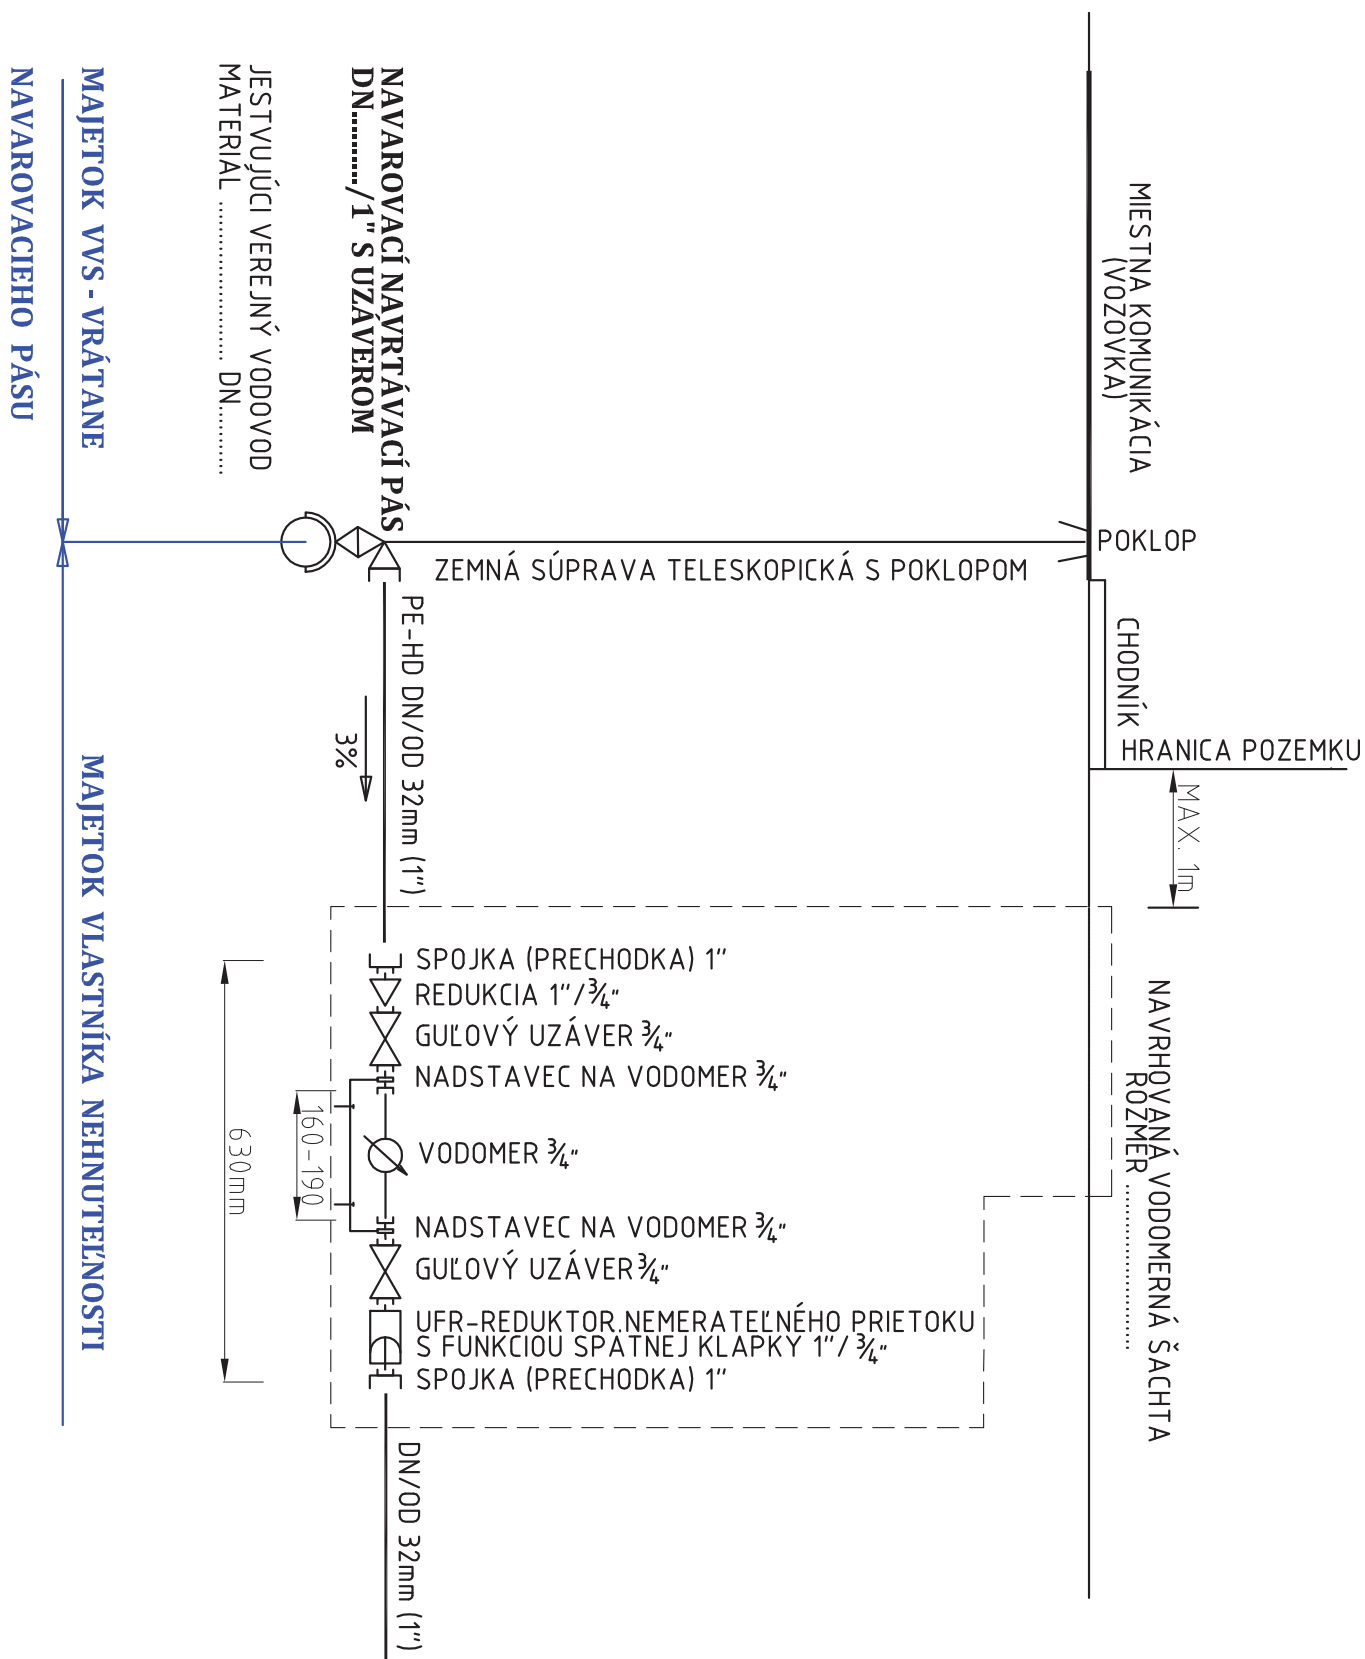 MIESTNA KOMUNIKÁCIA
(VOZOVKA)
POKLOP
CHODNÍK
HRANICA POZEMKU
MAX. 1m
NAVRHOVANÁ VODOMERNÁ ŠACHTA
ROZMER ........................
ZEMNÁ SÚPRAVA TELESKOPICKÁ S POKLOPOM
NAVAROVACÍ NAVRTÁVACÍ PÁS
DN........../1" S UZÁVEROM
JESTVUJÚCI VEREJNÝ VODOVOD
MATERIAL ........................ DN..........
PE-HD DN/OD 32mm (1")
3%
SPOJKA (PRECHODKA) 1"
REDUKCIA 1"/¾"
GUĽOVÝ UZÁVER ¾"
NADSTAVEC NA VODOMER ¾"
VODOMER ¾"
NADSTAVEC NA VODOMER ¾"
GUĽOVÝ UZÁVER ¾"
UFR-REDUKTOR.NEMERATEĽNÉHO PRIETOKU
S FUNKCIOU SPATNEJ KLAPKY 1"/ ¾"
SPOJKA (PRECHODKA) 1"
160-190
630mm
DN/OD 32mm (1")
MAJETOK VVS - VRÁTANE
NAVAROVACIEHO PÁSU
MAJETOK VLASTNÍKA NEHNUTEĽNOSTI